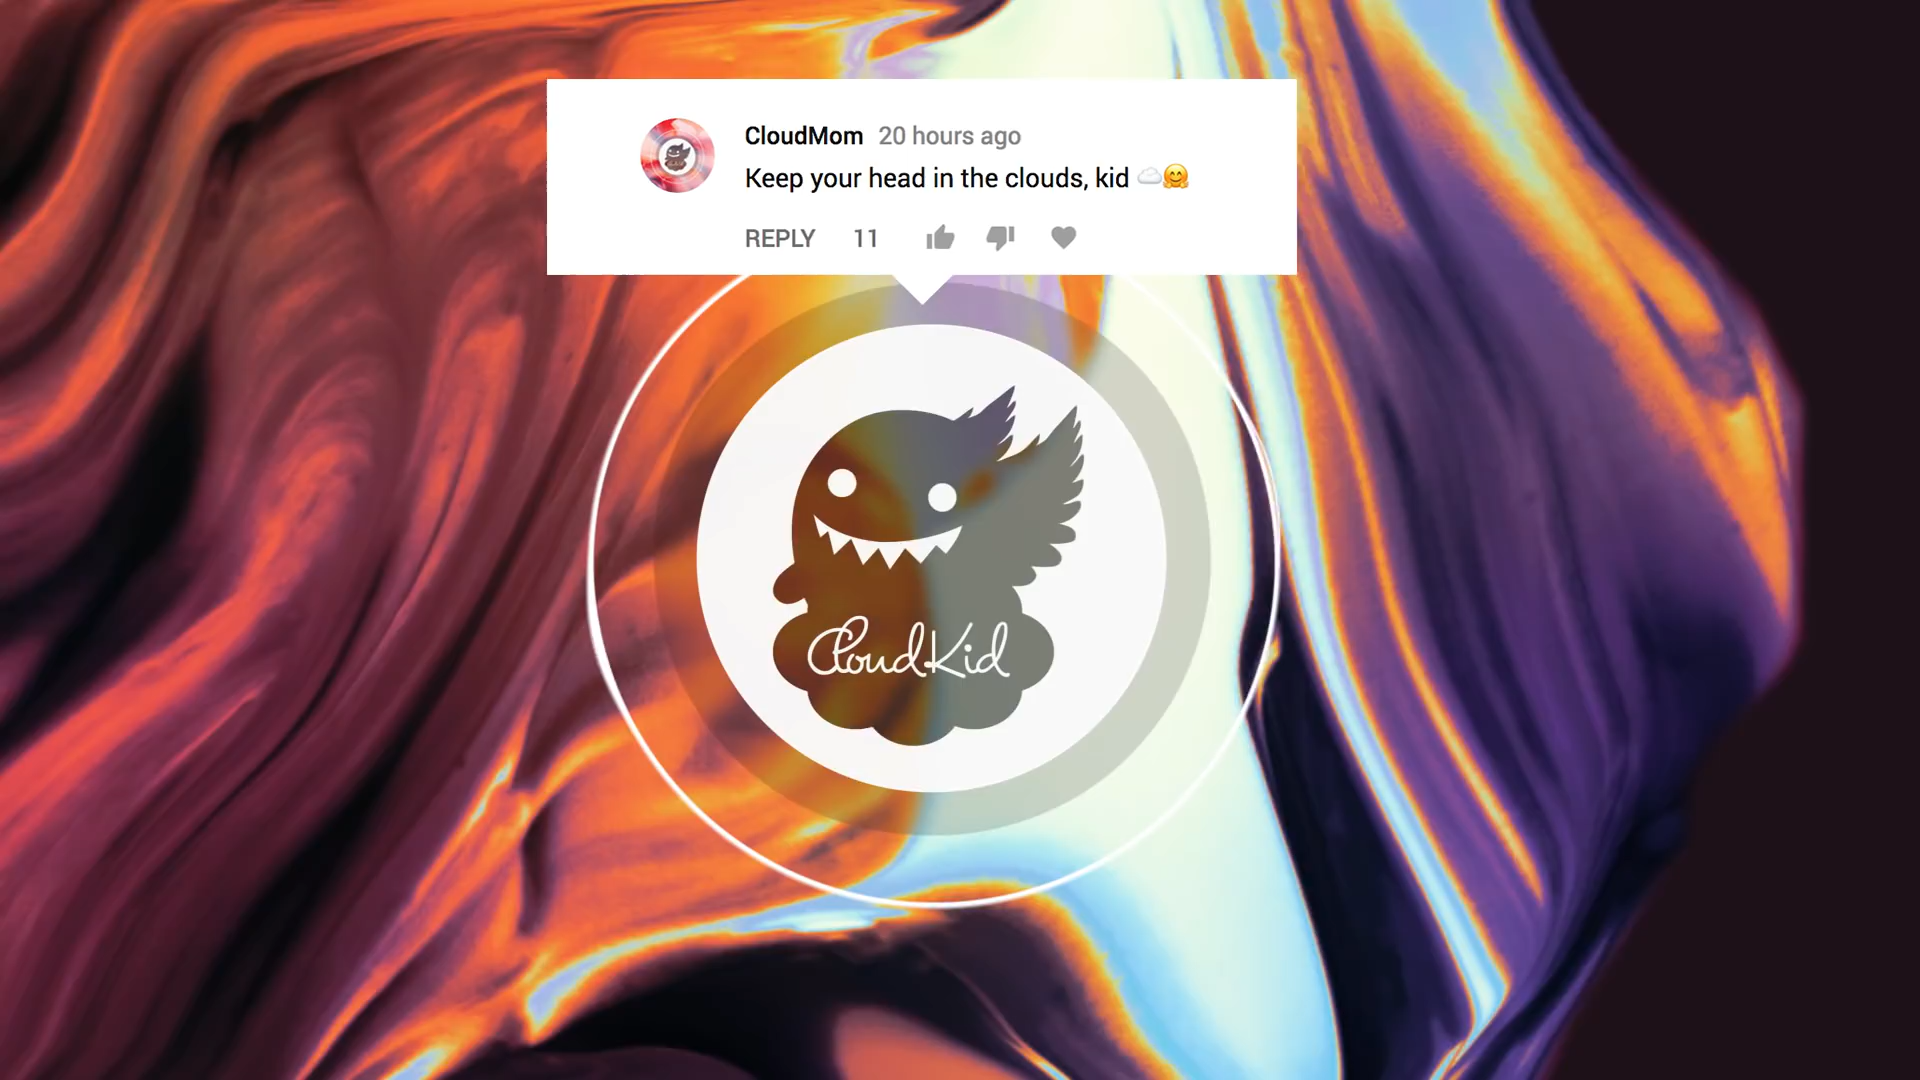 CloudMom 20 hours ago
Keep your head in the clouds, kid ☁️🤗
REPLY 11
CloudKid